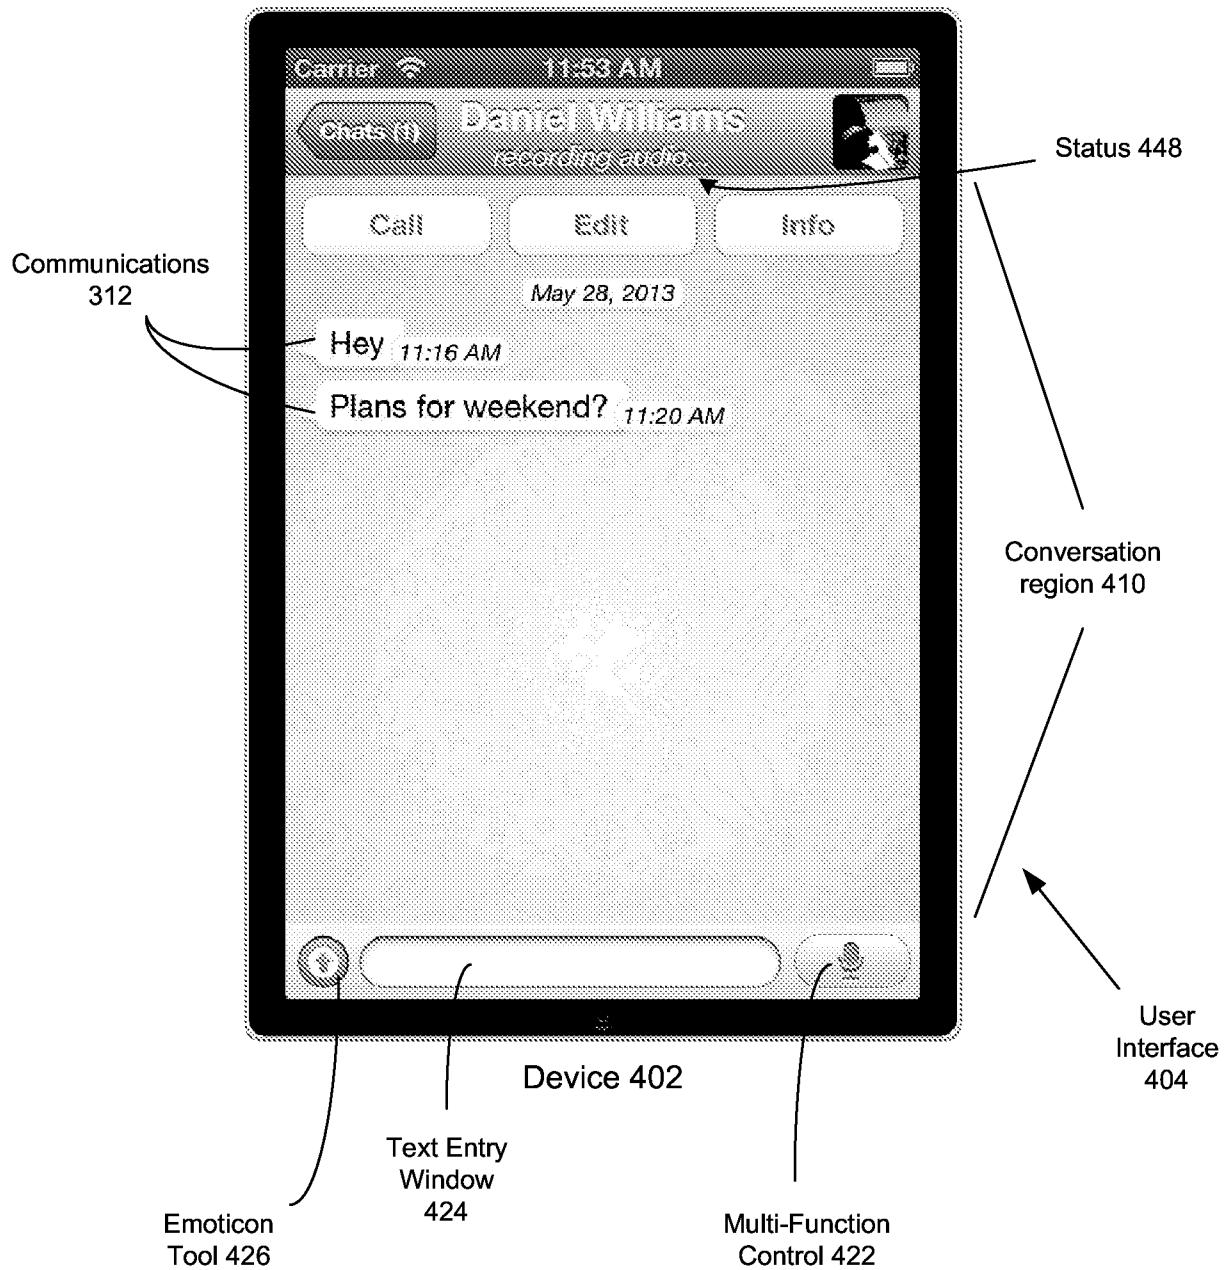 Carrier 11:53 AM
Chats (1) Daniel Williams
recording audio...
Status 448
Call Edit Info
Communications
312
May 28, 2013
Hey 11:16 AM
Plans for weekend? 11:20 AM
Conversation
region 410
User
Interface
404
Device 402
Text Entry
Window
424
Emoticon
Tool 426
Multi-Function
Control 422